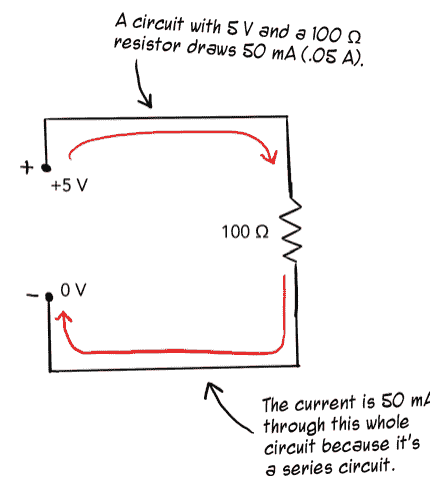 A circuit with 5 V and a 100 Ω
resistor draws 50 mA (.05 A).
+
+5 V
100 Ω
– 0 V
The current is 50 mA
through this whole
circuit because it's
a series circuit.